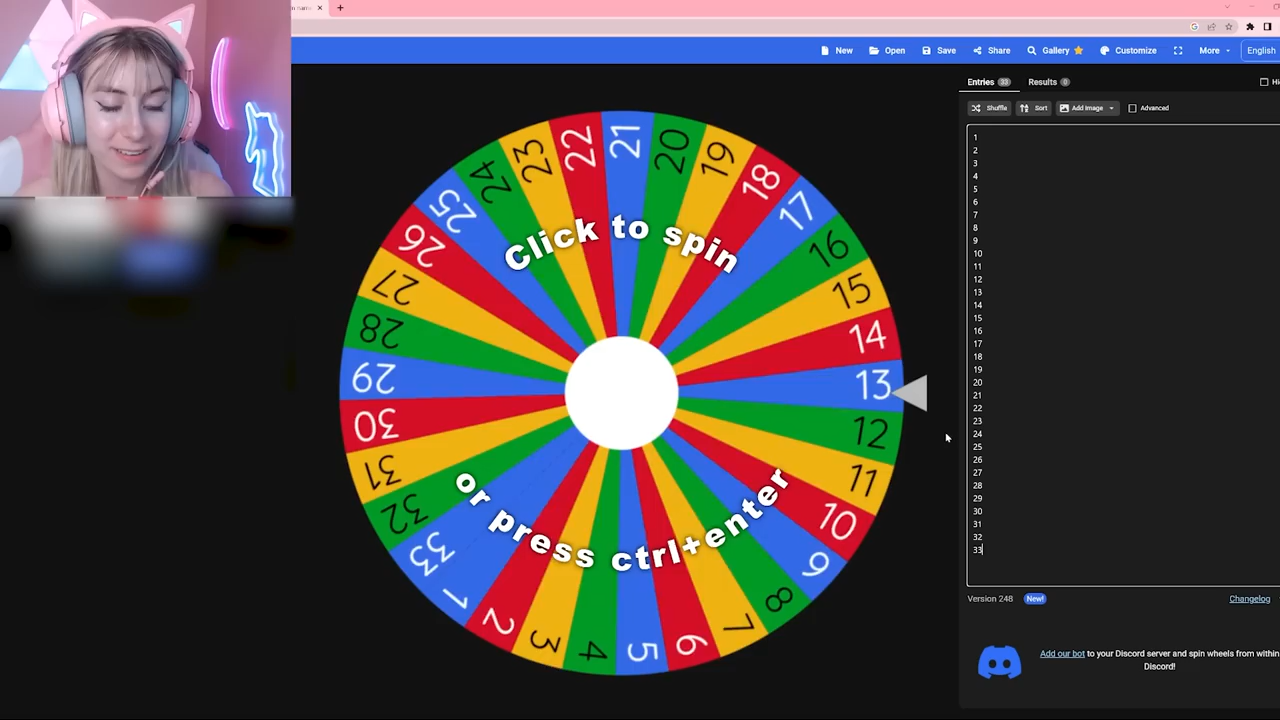 n name
New
Open
Save
Share
Gallery
Customize
More
English
Entries 33
Results 0
Hi
Shuffle
Sort
Add Image
Advanced
1
2
3
4
5
6
7
8
9
10
11
12
13
14
15
16
17
18
19
20
21
22
23
24
25
26
27
28
29
30
31
32
33
Click to spin
or press ctrl+enter
21
20
19
18
17
16
15
14
13
12
11
10
9
8
7
6
5
4
3
2
1
33
32
31
30
29
28
27
26
25
24
23
22
Version 248
New!
Changelog
Add our bot to your Discord server and spin wheels from within
Discord!